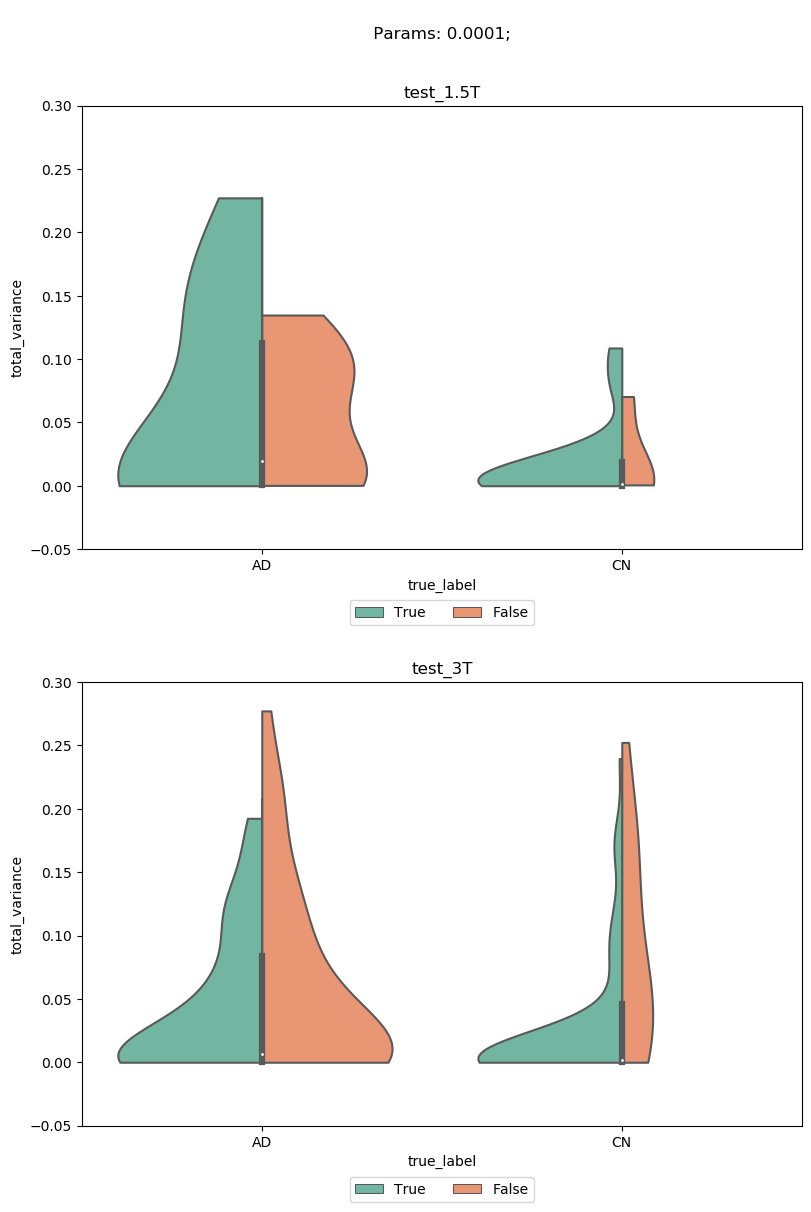 Params: 0.0001;
test_1.5T
0.30
0.25
0.20
0.15
0.10
0.05
0.00
−0.05
total_variance
AD CN
true_label
True False
test_3T
0.30
0.25
0.20
0.15
0.10
0.05
0.00
−0.05
total_variance
AD CN
true_label
True False